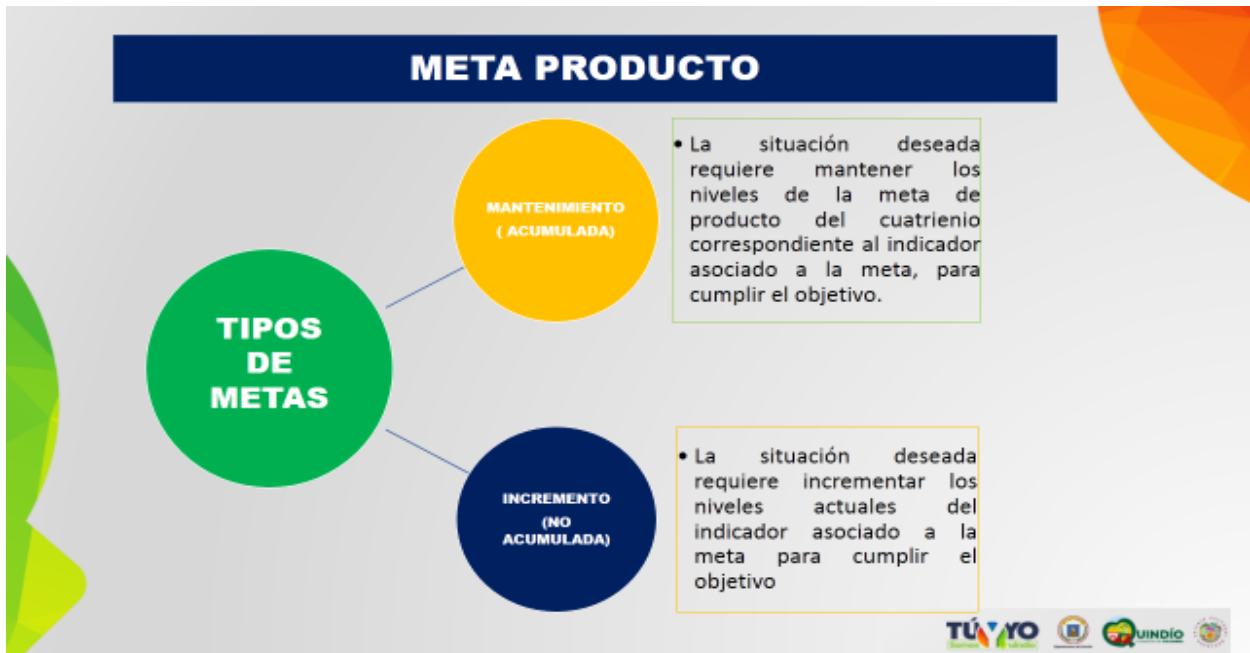 META PRODUCTO
MANTENIMIENTO
( ACUMULADA)
• La situación deseada
requiere mantener los
niveles de la meta de
producto del cuatrienio
correspondiente al indicador
asociado a la meta, para
cumplir el objetivo.
TIPOS
DE
METAS
INCREMENTO
(NO
ACUMULADA)
• La situación deseada
requiere incrementar los
niveles actuales del
indicador asociado a la
meta para cumplir el
objetivo
TÚ Y YO
QUINDÍO